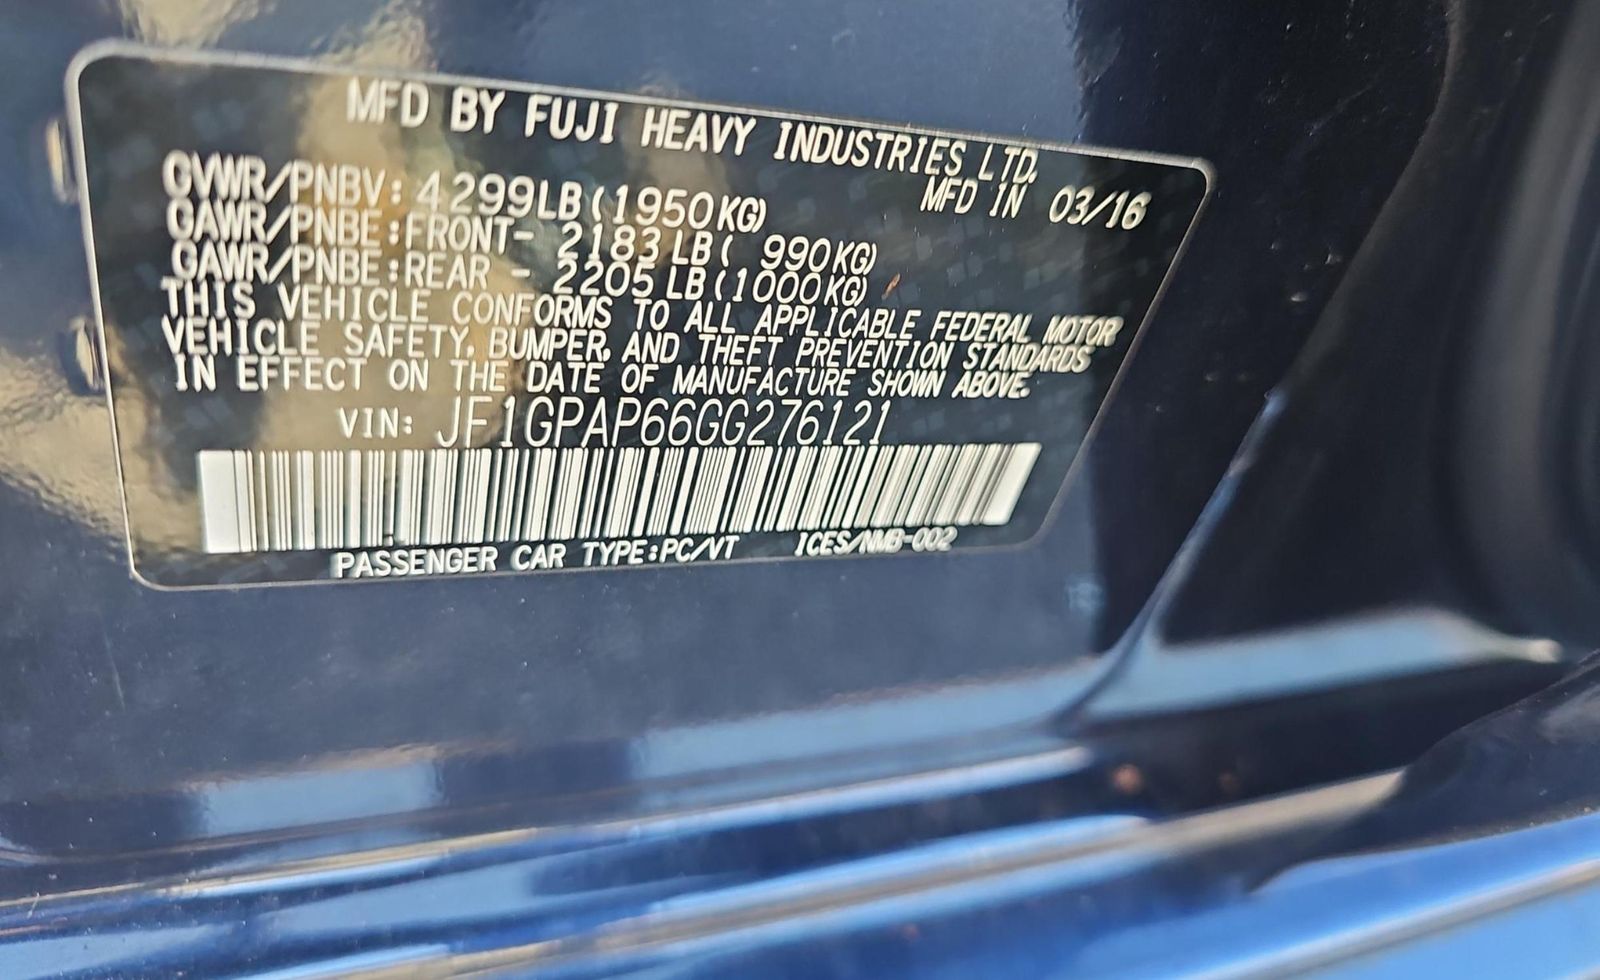 MFD BY FUJI HEAVY INDUSTRIES LTD.
MFD IN 03/16
GVWR/PNBV: 4299LB(1950KG)
GAWR/PNBE:FRONT- 2183LB( 990KG)
GAWR/PNBE:REAR - 2205LB(1000KG)
THIS VEHICLE CONFORMS TO ALL APPLICABLE FEDERAL MOTOR
VEHICLE SAFETY, BUMPER, AND THEFT PREVENTION STANDARDS
IN EFFECT ON THE DATE OF MANUFACTURE SHOWN ABOVE.
VIN: JF1GPAP66GG276121
PASSENGER CAR TYPE:PC/VT ICES/NMB-002